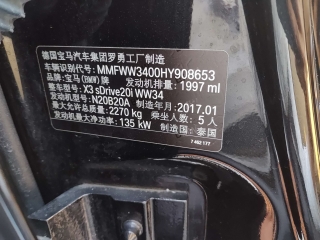 德国宝马汽车集团罗勇工厂制造
车辆识别代号: MMFWW3400HY908653
品牌: 宝马(BMW)牌 发动机排量: 1997 ml
整车型号: X3 sDrive20i WW34
发动机型号: N20B20A 制造年月: 2017.01
最大允许总质量: 2270 kg 乘坐人数: 5 人
发动机最大净功率: 135 kW 制造国: 泰国
7 402 177